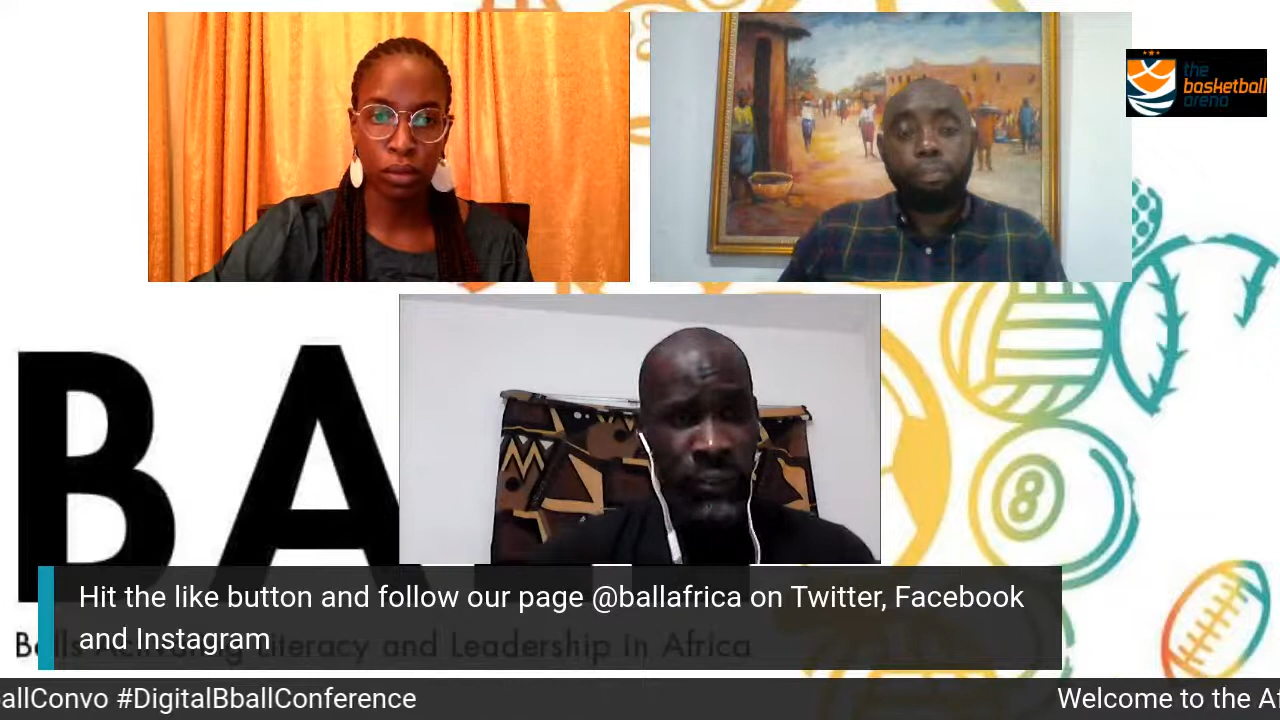 the
basketball
arena
BA
8
Hit the like button and follow our page @ballafrica on Twitter, Facebook
and Instagram
Literacy and Leadership in Africa
allConvo #DigitalBballConference
Welcome to the